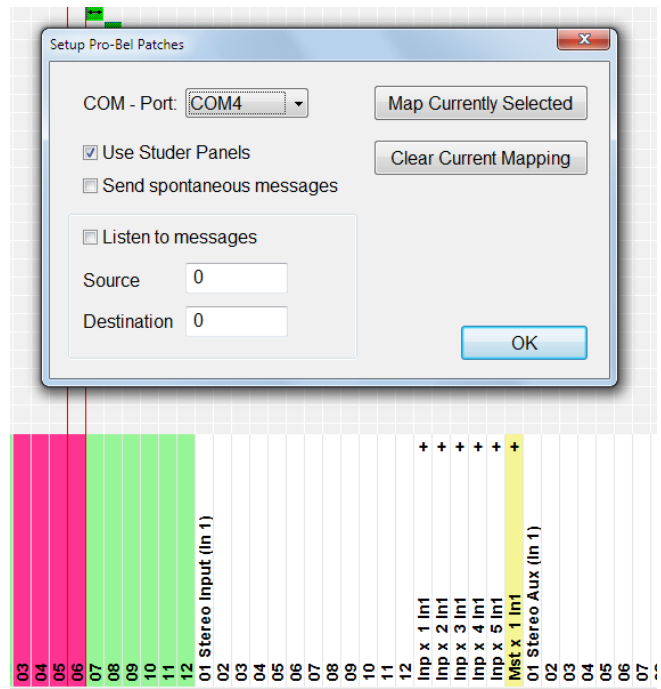 Setup Pro-Bel Patches
COM - Port: COM4
Map Currently Selected
Use Studer Panels
Clear Current Mapping
Send spontaneous messages
Listen to messages
Source 0
Destination 0
OK
03
04
05
06
07
08
09
10
11
12
01 Stereo Input (In 1)
02
03
04
05
06
07
08
09
10
11
12
Inp x 1 In1 +
Inp x 2 In1 +
Inp x 3 In1 +
Inp x 4 In1 +
Inp x 5 In1 +
Mst x 1 In1 +
01 Stereo Aux (In 1)
02
03
04
05
06
07